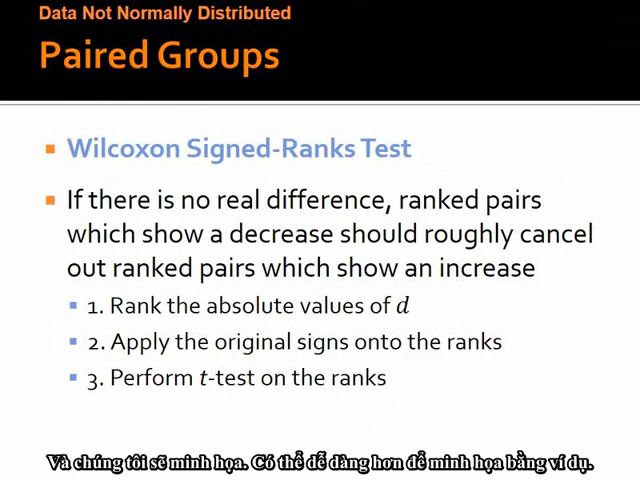 Data Not Normally Distributed
Paired Groups
Wilcoxon Signed-Ranks Test
If there is no real difference, ranked pairs
which show a decrease should roughly cancel
out ranked pairs which show an increase
1. Rank the absolute values of d
2. Apply the original signs onto the ranks
3. Perform t-test on the ranks
Và chúng tôi sẽ minh họa. Có thể dễ dàng hơn để minh họa bằng ví dụ.